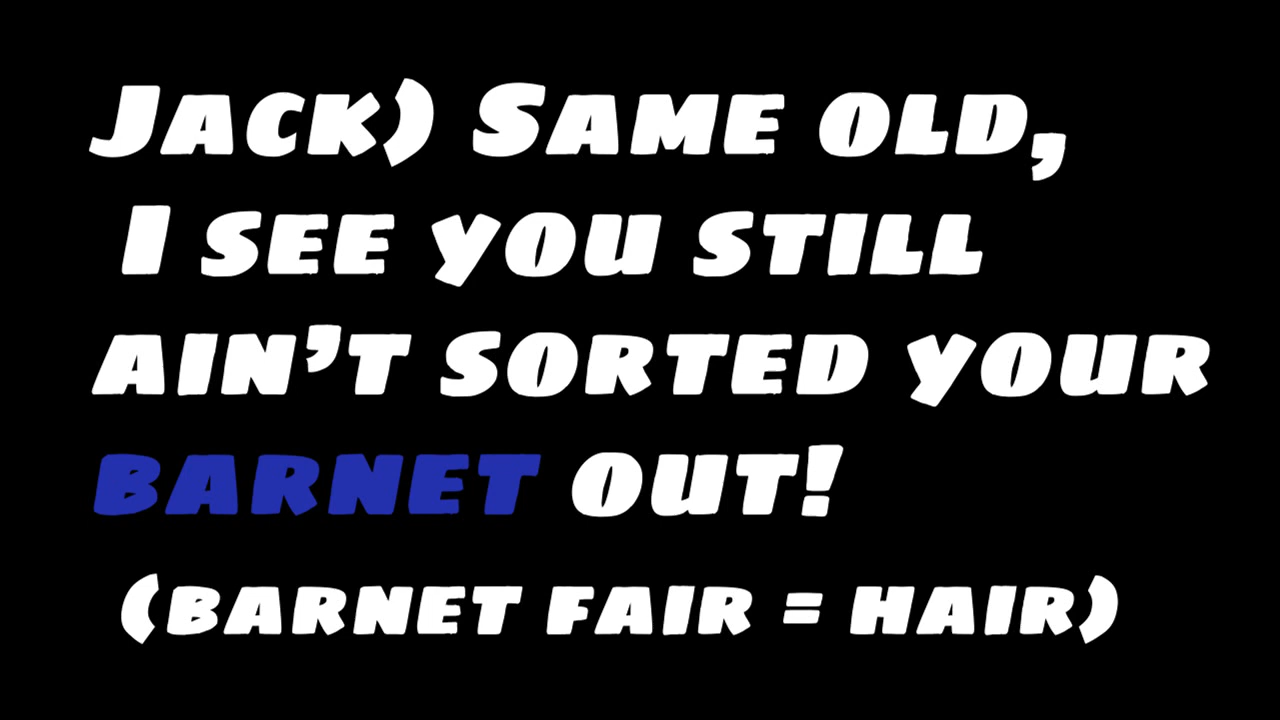 Jack) Same old,
I see you still
ain't sorted your
barnet out!
(barnet fair = hair)